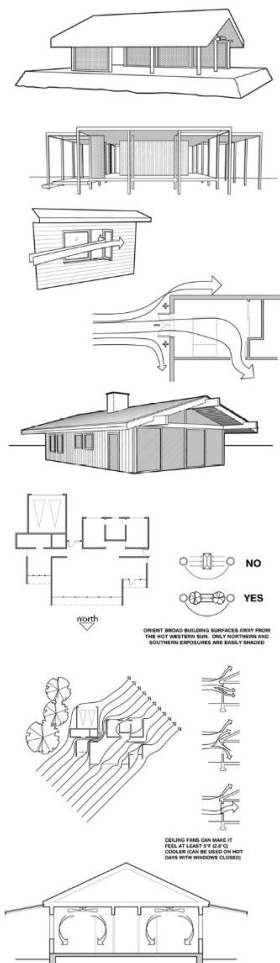 NO
YES
north
ORIENT BROAD BUILDING SURFACES AWAY FROM
THE HOT WESTERN SUN. ONLY NORTHERN AND
SOUTHERN EXPOSURES ARE EASILY SHADED
CEILING FANS CAN MAKE IT
FEEL AT LEAST 5°F (2.8°C)
COOLER (CAN BE USED ON HOT
DAYS WITH WINDOWS CLOSED)